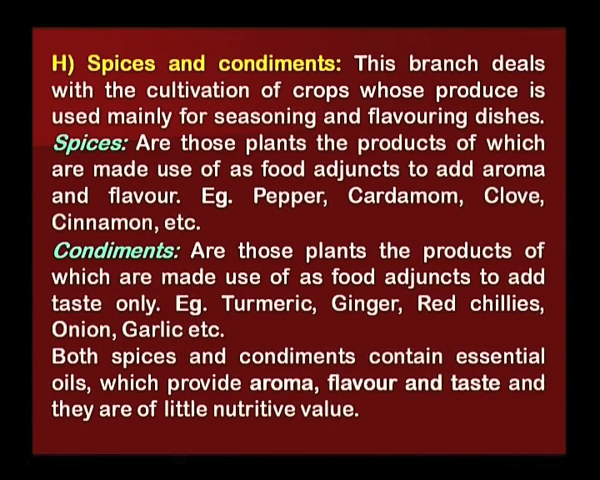 H) Spices and condiments: This branch deals
with the cultivation of crops whose produce is
used mainly for seasoning and flavouring dishes.
Spices: Are those plants the products of which
are made use of as food adjuncts to add aroma
and flavour. Eg. Pepper, Cardamom, Clove,
Cinnamon, etc.
Condiments: Are those plants the products of
which are made use of as food adjuncts to add
taste only. Eg. Turmeric, Ginger, Red chillies,
Onion, Garlic etc.
Both spices and condiments contain essential
oils, which provide aroma, flavour and taste and
they are of little nutritive value.